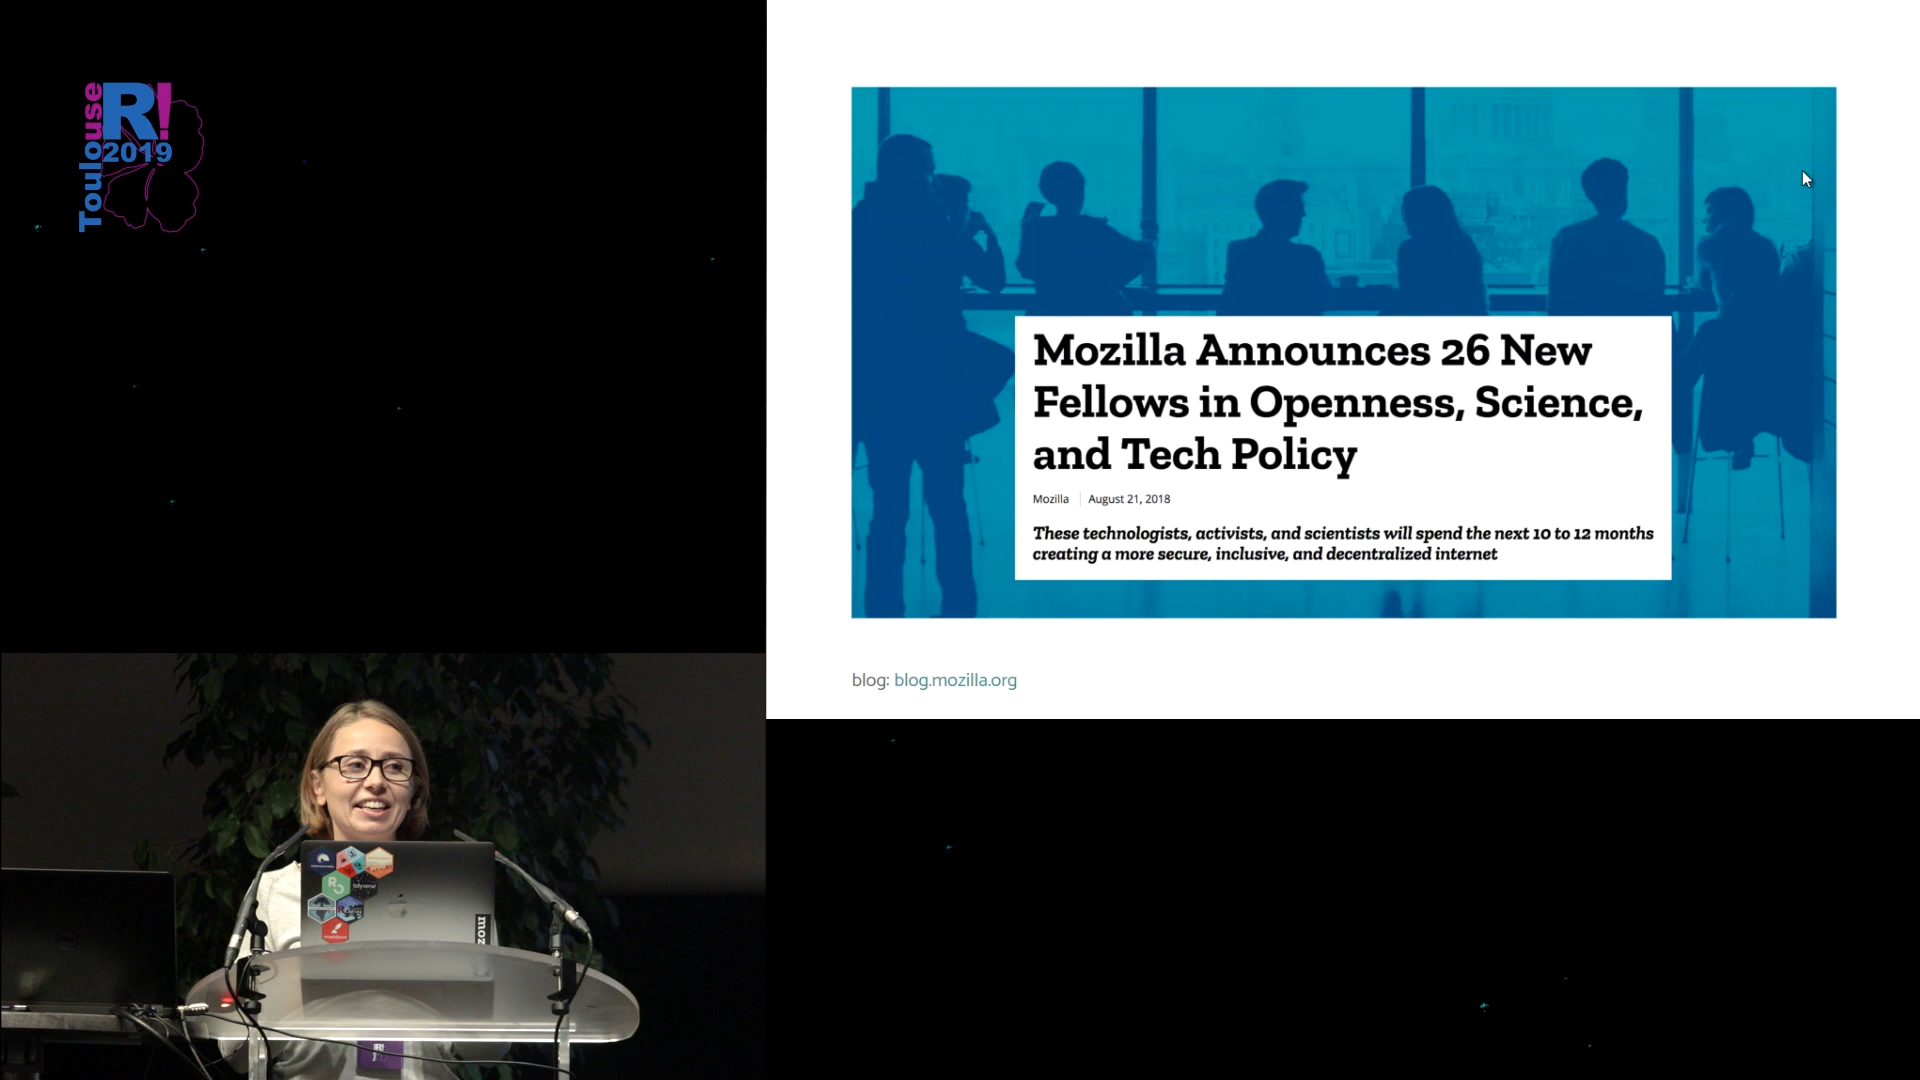 Toulouse
R!
2019
Mozilla Announces 26 New
Fellows in Openness, Science,
and Tech Policy
Mozilla | August 21, 2018
These technologists, activists, and scientists will spend the next 10 to 12 months
creating a more secure, inclusive, and decentralized internet
blog: blog.mozilla.org
tidyverse
moz